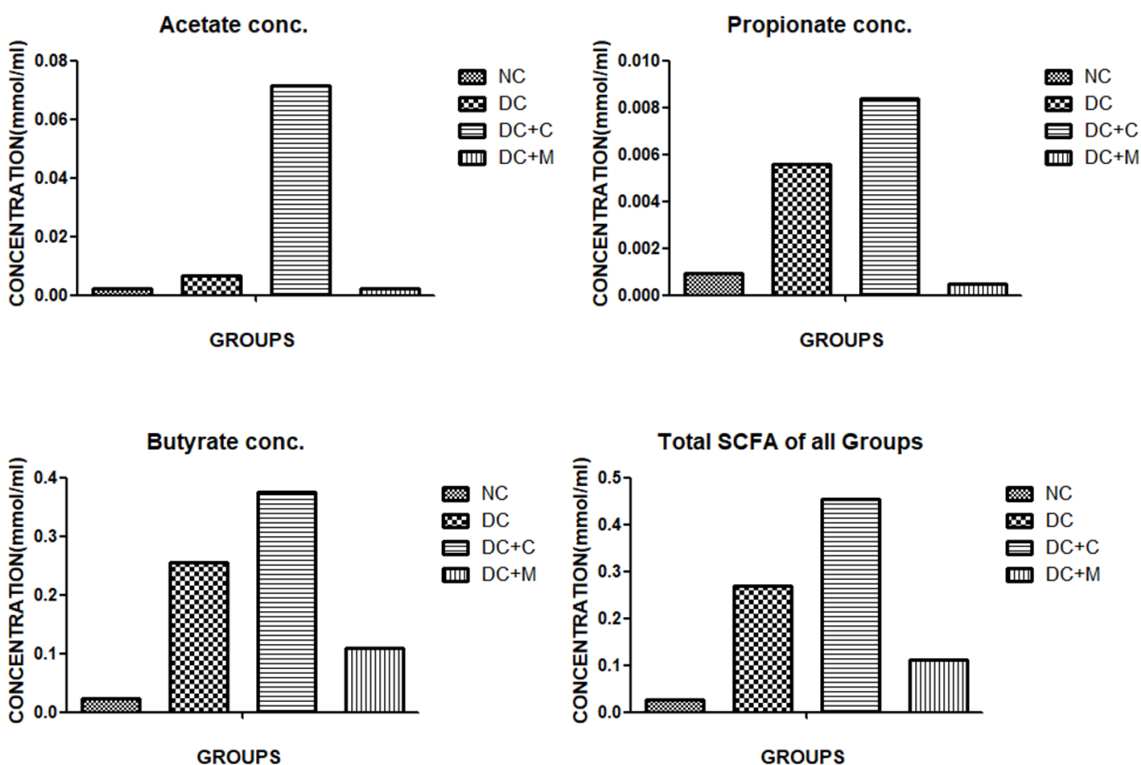 Acetate conc.
CONCENTRATION(mmol/ml)
0.08
0.06
0.04
0.02
0.00
GROUPS
NC
DC
DC+C
DC+M
Propionate conc.
CONCENTRATION(mmol/ml)
0.010
0.008
0.006
0.004
0.002
0.000
GROUPS
NC
DC
DC+C
DC+M
Butyrate conc.
CONCENTRATION(mmol/ml)
0.4
0.3
0.2
0.1
0.0
GROUPS
NC
DC
DC+C
DC+M
Total SCFA of all Groups
CONCENTRATION(mmol/ml)
0.5
0.4
0.3
0.2
0.1
0.0
GROUPS
NC
DC
DC+C
DC+M